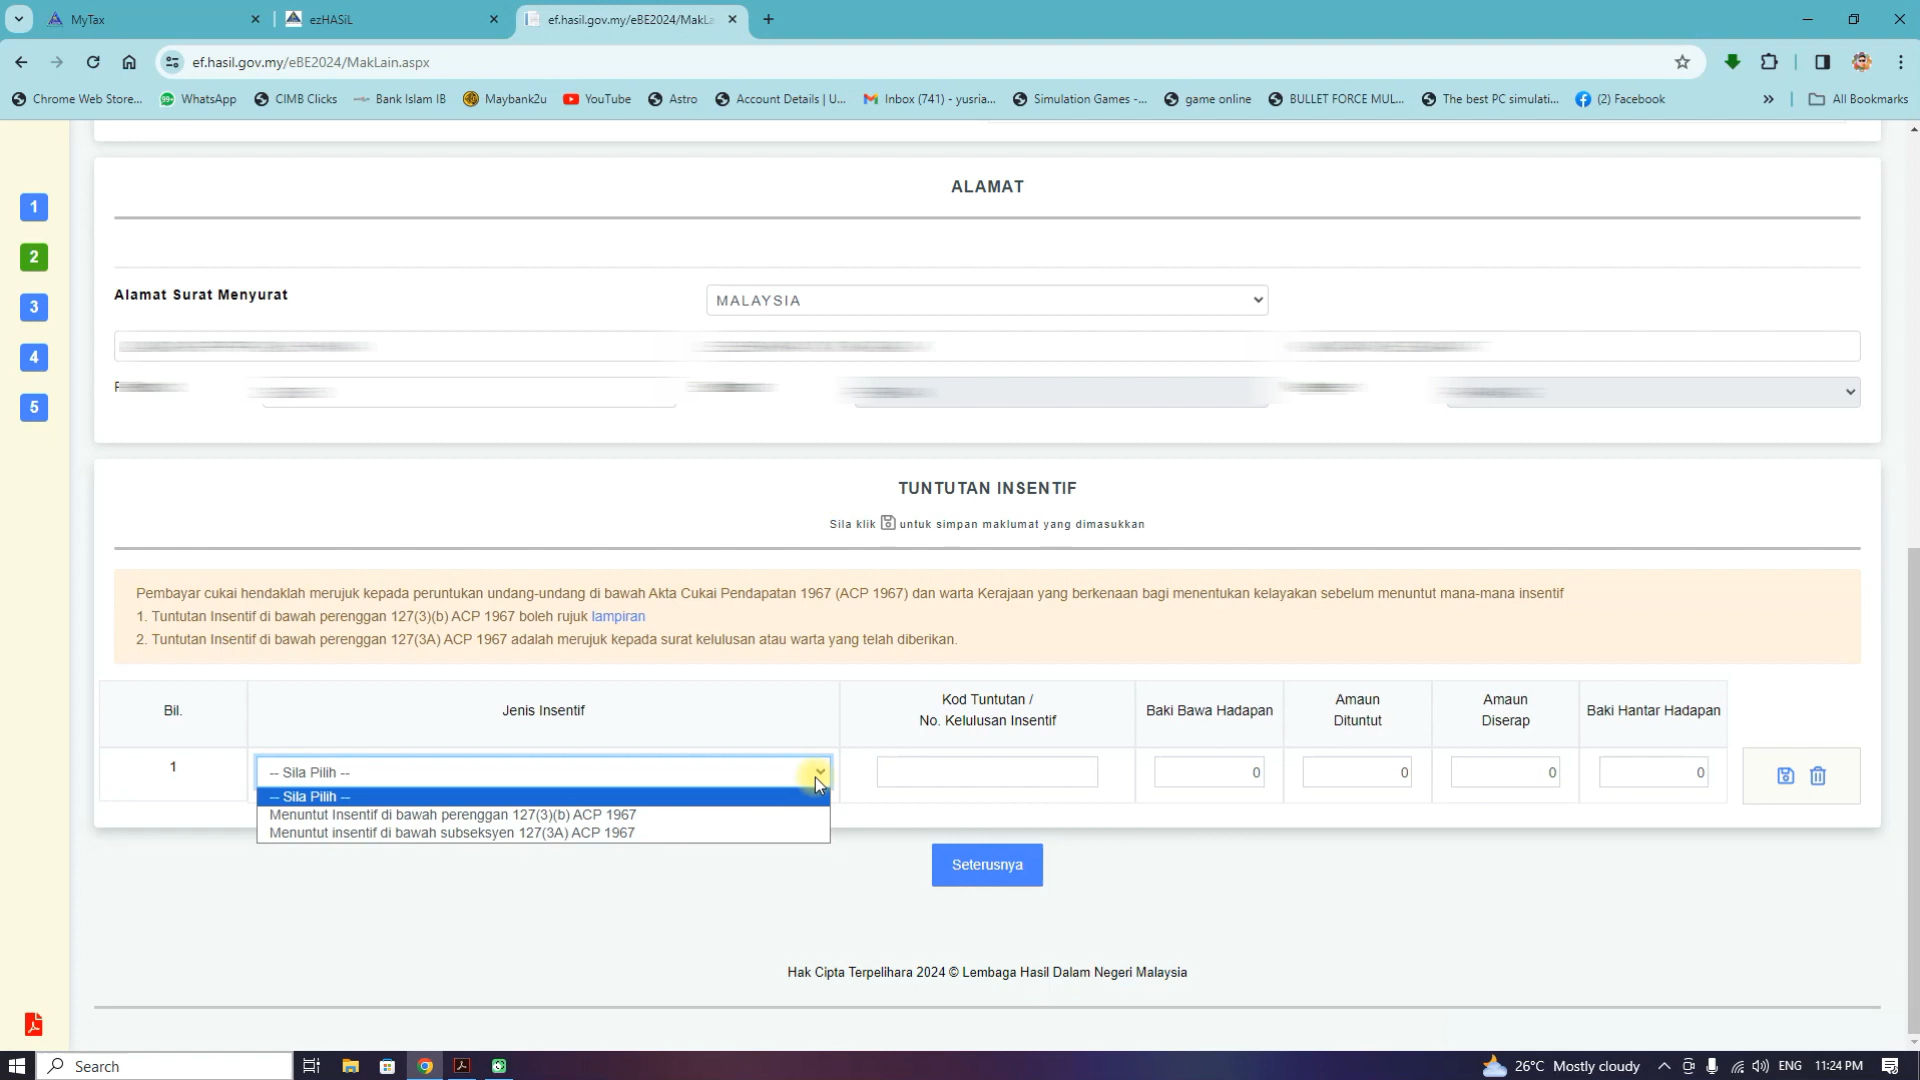 MyTax
ezHASiL
ef.hasil.gov.my/eBE2024/MakLa
ef.hasil.gov.my/eBE2024/MakLain.aspx
Chrome Web Store...
WhatsApp
CIMB Clicks
Bank Islam IB
Maybank2u
YouTube
Astro
Account Details | U...
Inbox (741) - yusria...
Simulation Games -...
game online
BULLET FORCE MUL...
The best PC simulati...
(2) Facebook
All Bookmarks
1
2
3
4
5
ALAMAT
Alamat Surat Menyurat
MALAYSIA
TUNTUTAN INSENTIF
Sila klik untuk simpan maklumat yang dimasukkan
Pembayar cukai hendaklah merujuk kepada peruntukan undang-undang di bawah Akta Cukai Pendapatan 1967 (ACP 1967) dan warta Kerajaan yang berkenaan bagi menentukan kelayakan sebelum menuntut mana-mana insentif
1. Tuntutan Insentif di bawah perenggan 127(3)(b) ACP 1967 boleh rujuk lampiran
2. Tuntutan Insentif di bawah perenggan 127(3A) ACP 1967 adalah merujuk kepada surat kelulusan atau warta yang telah diberikan.
Bil.
Jenis Insentif
Kod Tuntutan /
No. Kelulusan Insentif
Baki Bawa Hadapan
Amaun
Dituntut
Amaun
Diserap
Baki Hantar Hadapan
1
-- Sila Pilih --
0
0
0
0
-- Sila Pilih --
Menuntut Insentif di bawah perenggan 127(3)(b) ACP 1967
Menuntut insentif di bawah subseksyen 127(3A) ACP 1967
Seterusnya
Hak Cipta Terpelihara 2024 © Lembaga Hasil Dalam Negeri Malaysia
Search
26°C Mostly cloudy
ENG
11:24 PM